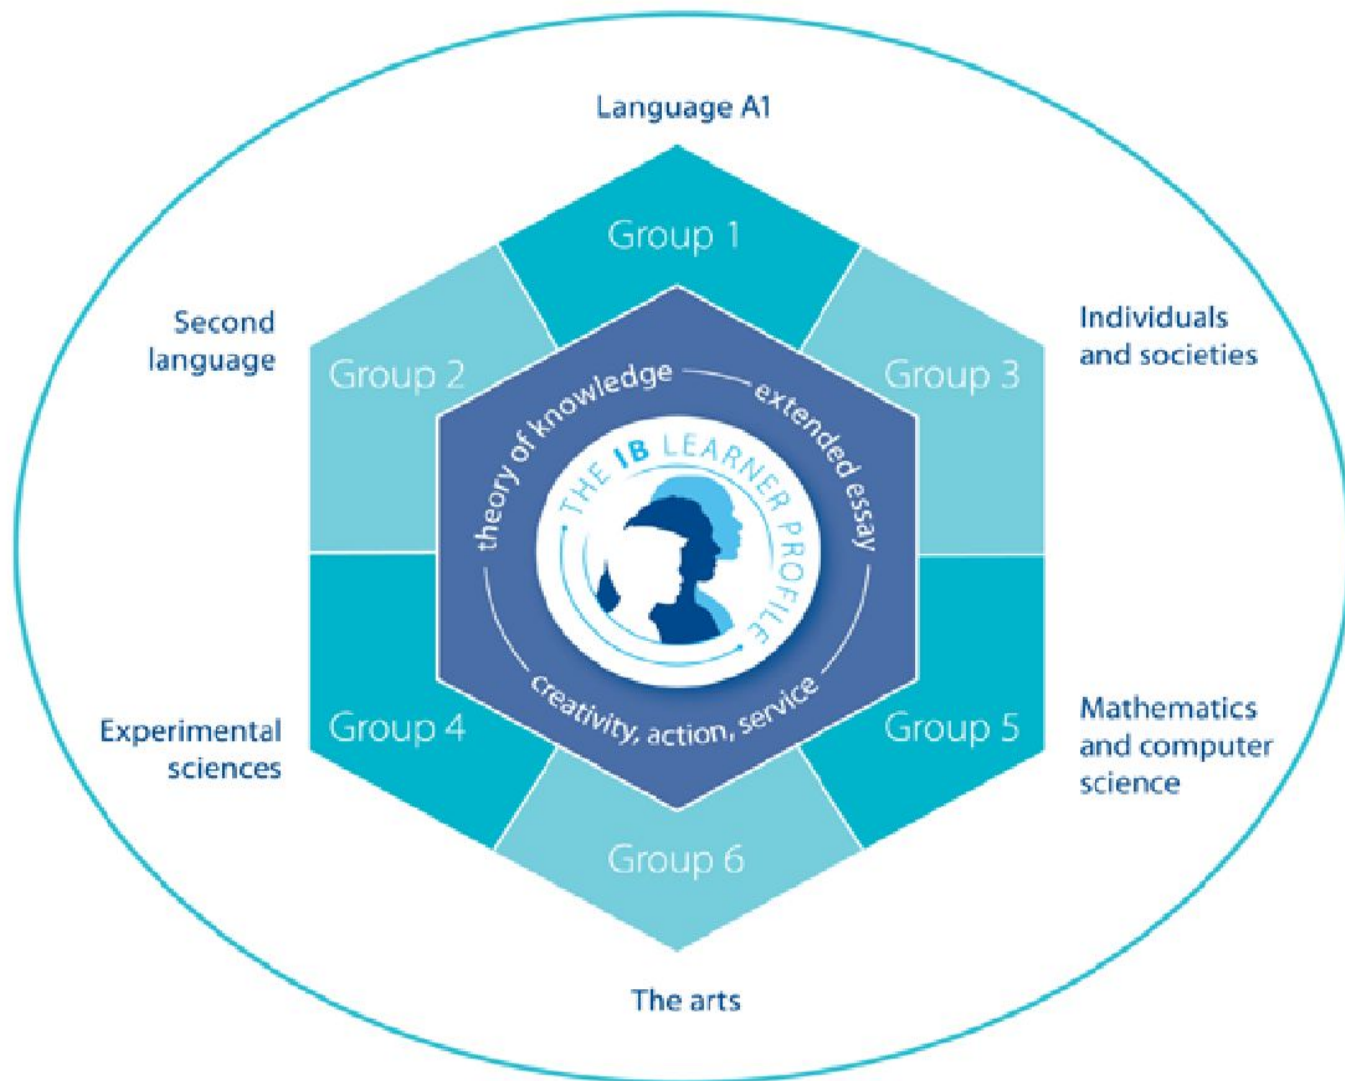 Language A1
Group 1
Second
language
Group 2
Group 3
Individuals
and societies
theory of knowledge
extended essay
THE IB LEARNER PROFILE
creativity, action, service
Experimental
sciences
Group 4
Group 5
Mathematics
and computer
science
Group 6
The arts